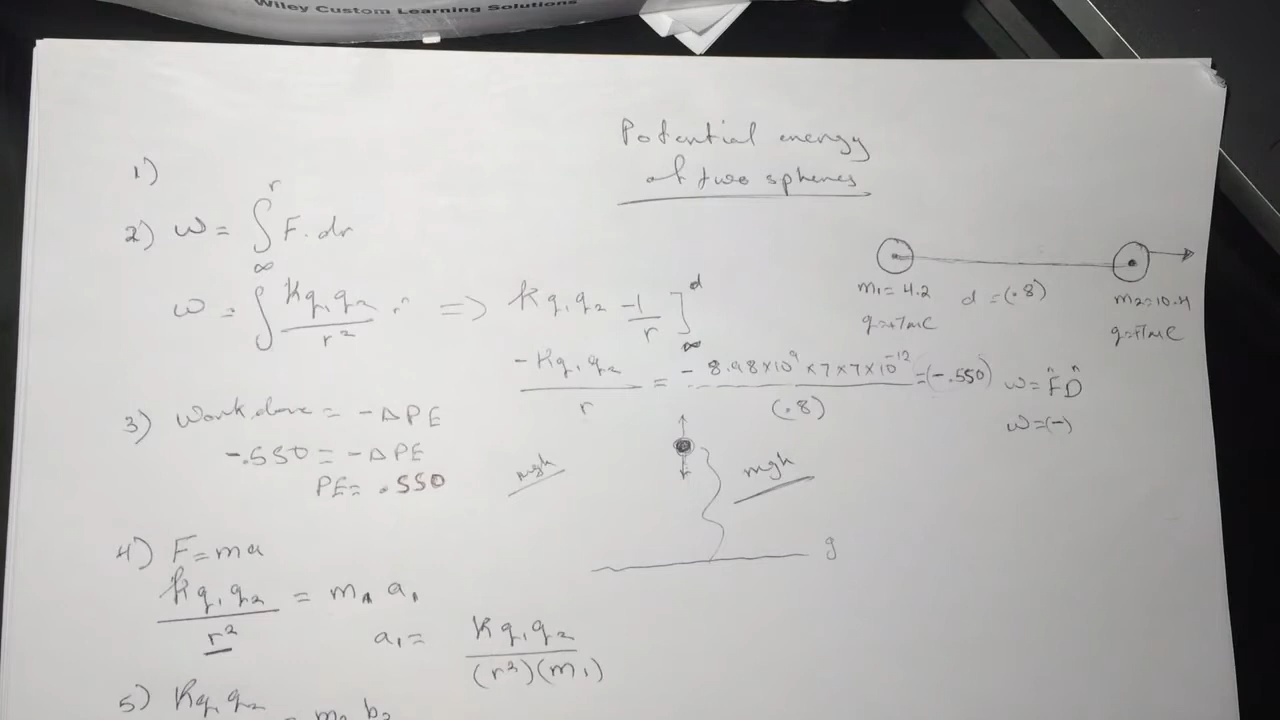 Wiley Custom Learning Solutions
Potential energy
of two spheres
1)
2) w = ∫ F. dr
r
∞
w = ∫ Kq1q2 / r² r̂ => Kq1q2 -1/r ]
d
∞
-Kq1q2 / r = - 8.98×10⁹ ×7×7×10⁻¹² / (.8) = (-.550)
m1=4.2
d = (.8)
m2=10.4
q=+7mC
q=+7mC
w = F̂D̂
w=(-)
3) Work done = -ΔPE
-.550 = -ΔPE
PE= .550
mgh
mgh
g
4) F=ma
Kq1q2 / r² = m1 a1
a1 = Kq1q2 / (r²)(m1)
5) Kq1q2